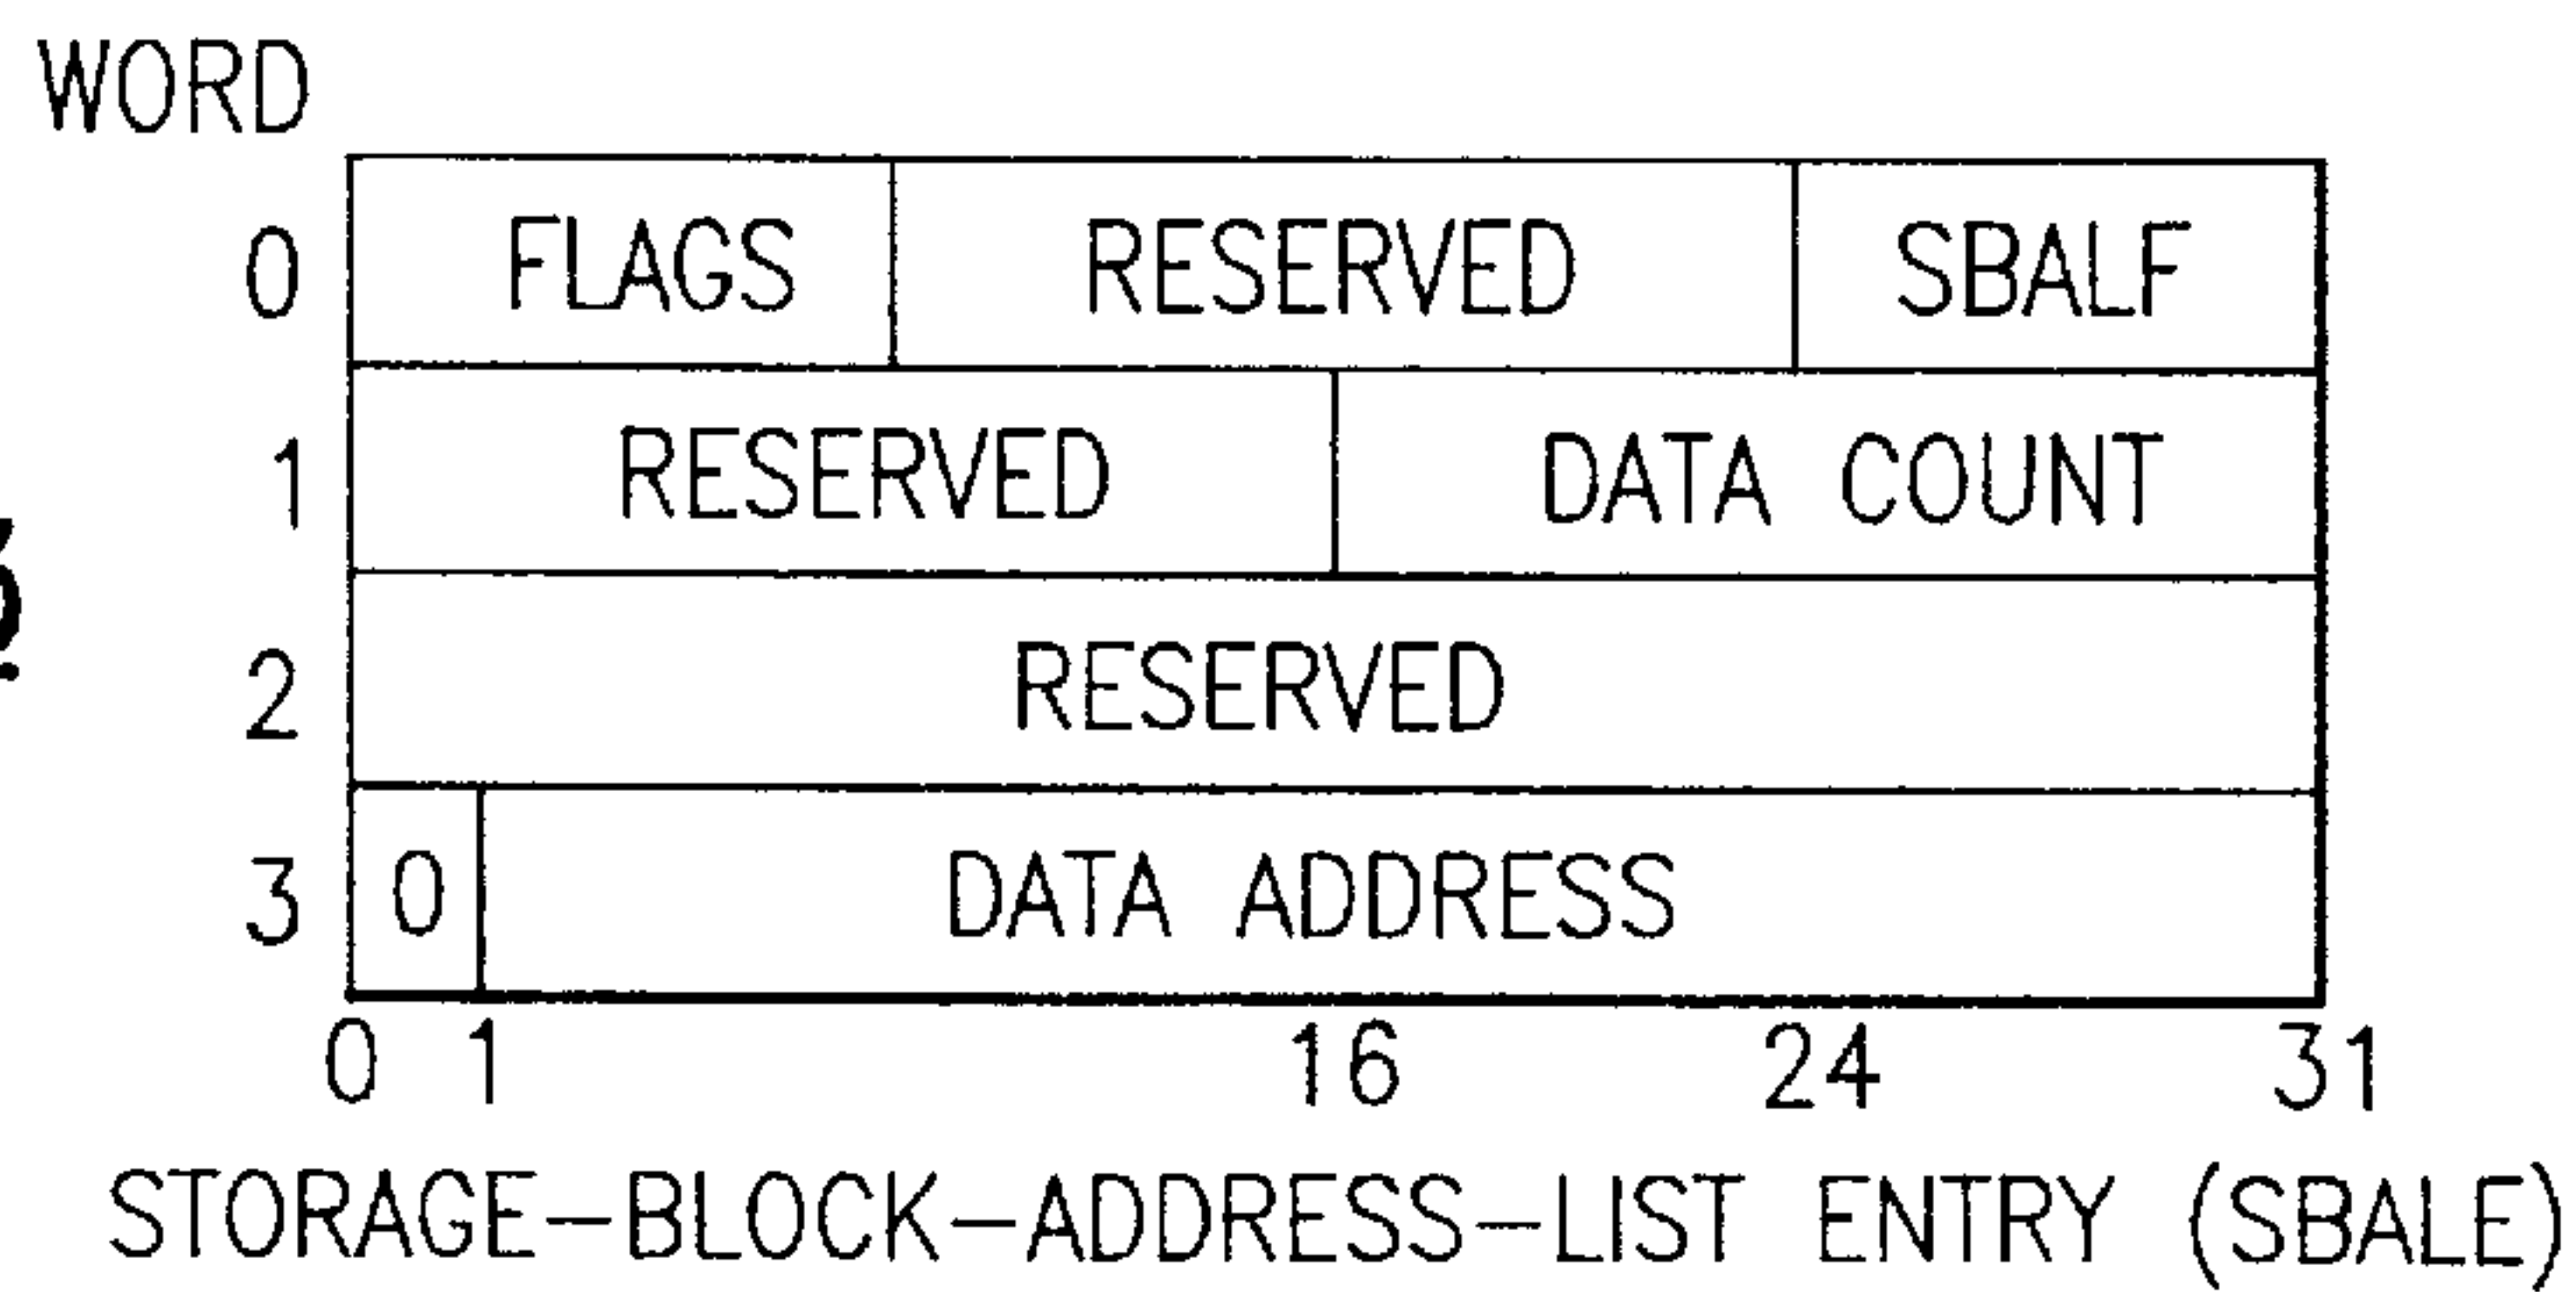 WORD
0 FLAGS RESERVED SBALF
1 RESERVED DATA COUNT
2 RESERVED
3 0 DATA ADDRESS
0 1 16 24 31
STORAGE-BLOCK-ADDRESS-LIST ENTRY (SBALE)